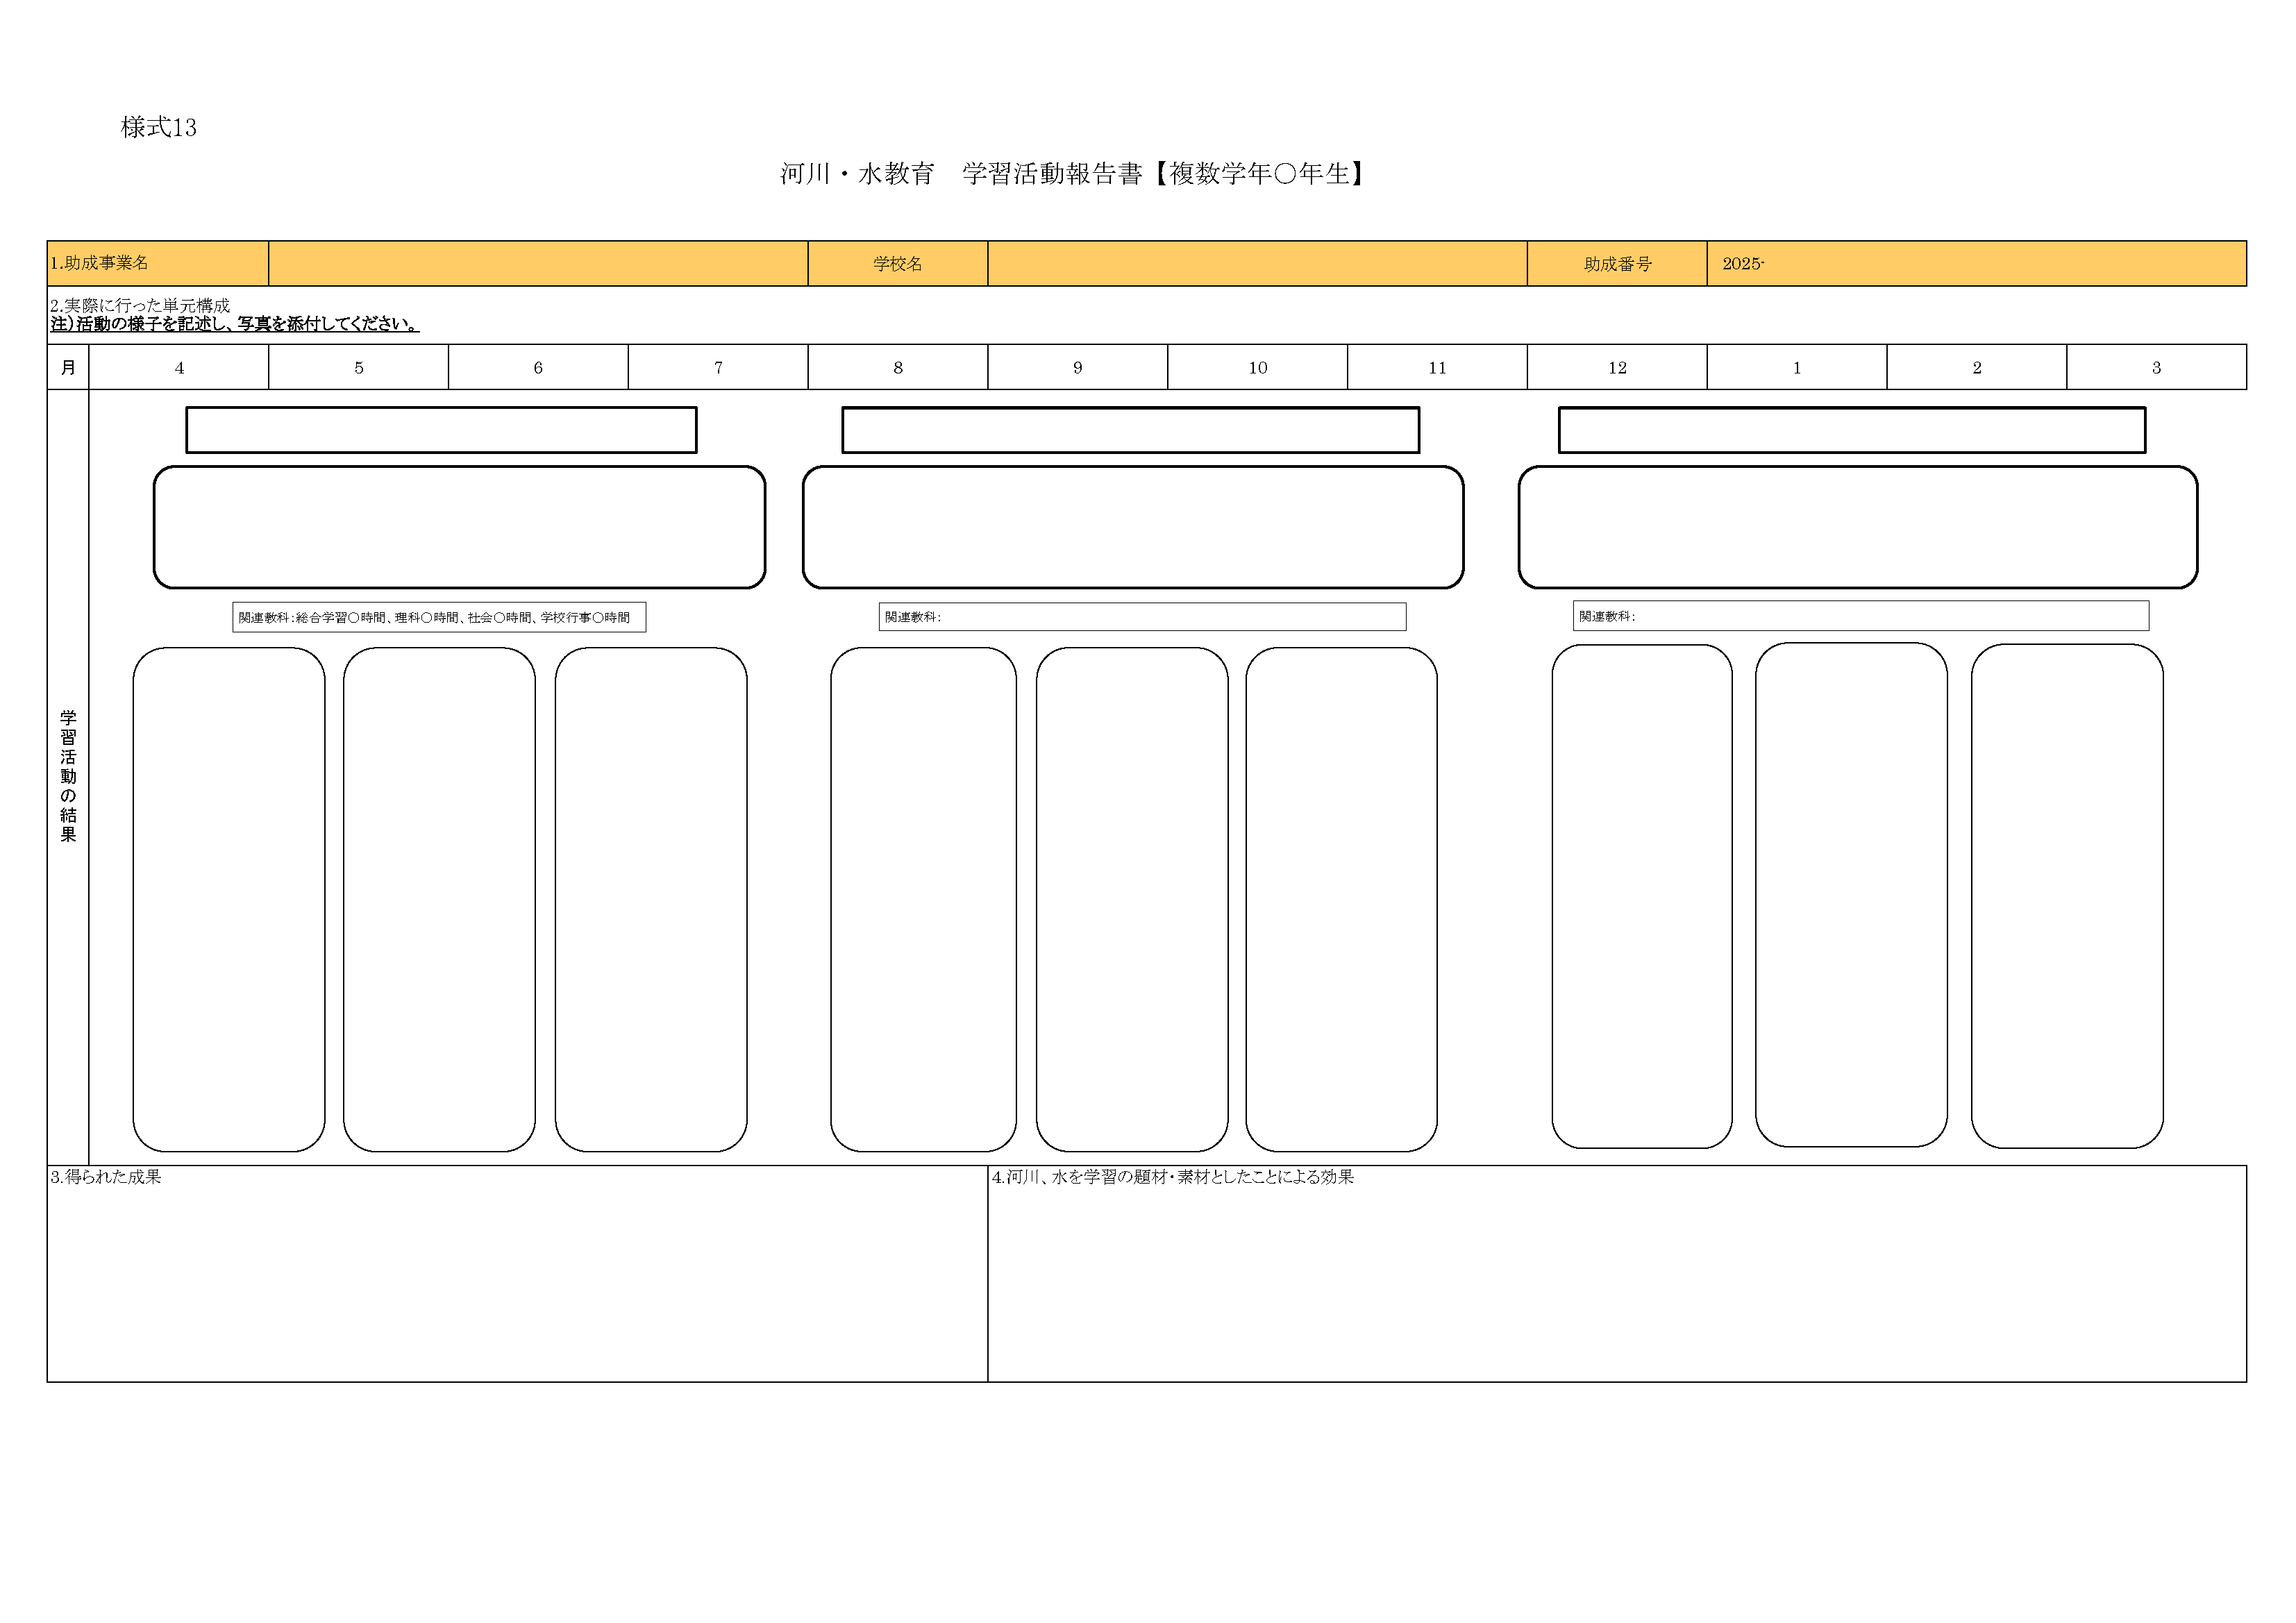 様式13
河川・水教育　学習活動報告書【複数学年〇年生】
1.助成事業名
学校名
助成番号
2025-
2.実際に行った単元構成
注）活動の様子を記述し、写真を添付してください。
月 4 5 6 7 8 9 10 11 12 1 2 3
関連教科：総合学習〇時間、理科〇時間、社会〇時間、学校行事〇時間
関連教科：
関連教科：
学習活動の結果
3.得られた成果
4.河川、水を学習の題材・素材としたことによる効果